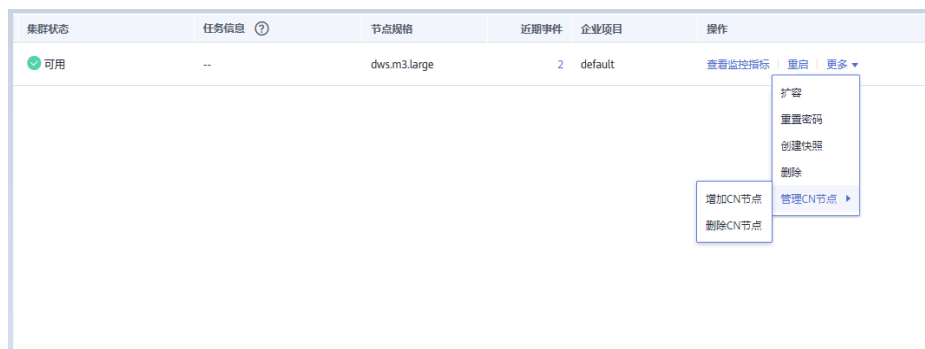 集群状态 任务信息 ? 节点规格 近期事件 企业项目 操作
可用 -- dws.m3.large 2 default 查看监控指标 重启 更多
扩容
重置密码
创建快照
删除
增加CN节点 管理CN节点
删除CN节点